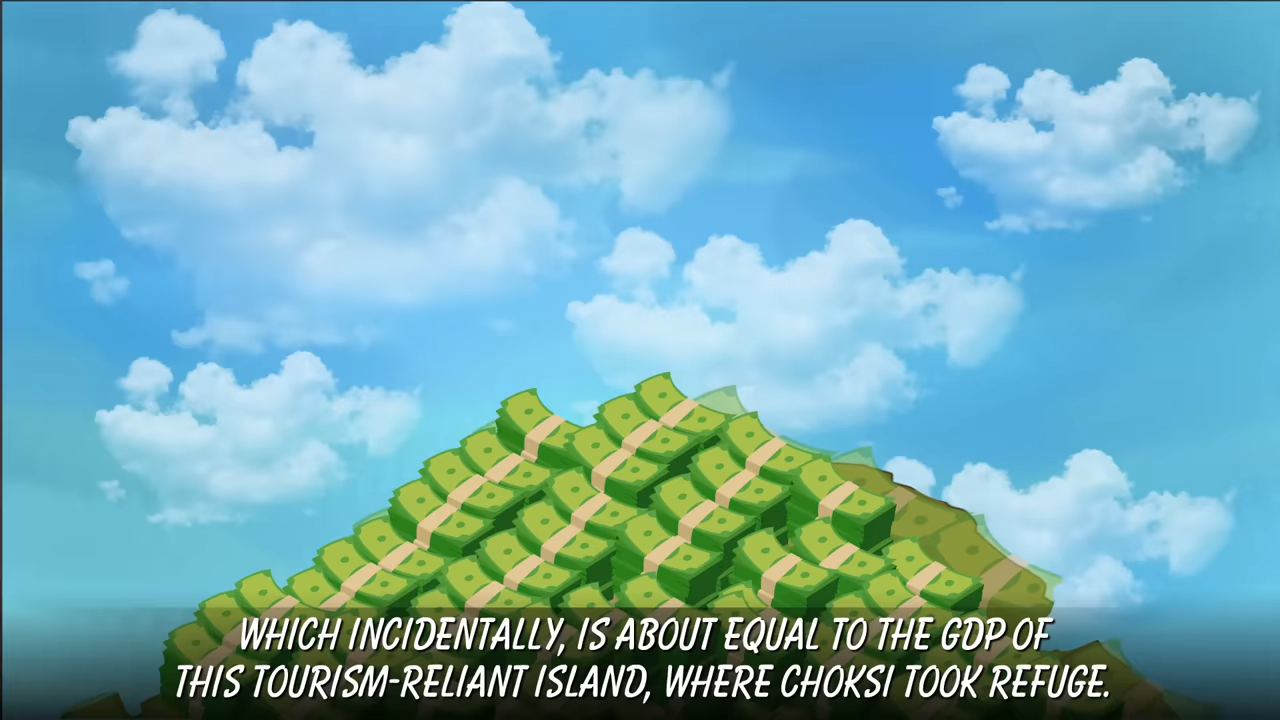 WHICH INCIDENTALLY, IS ABOUT EQUAL TO THE GDP OF
THIS TOURISM-RELIANT ISLAND, WHERE CHOKSI TOOK REFUGE.